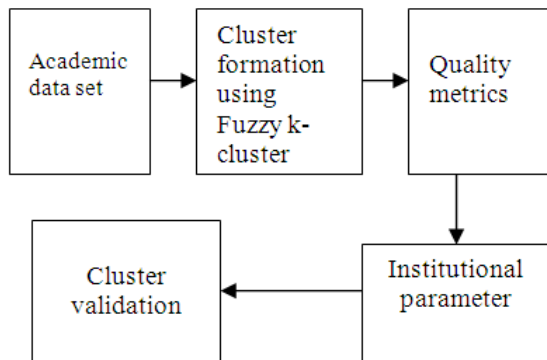 Academic
data set
Cluster
formation
using
Fuzzy k-
cluster
Quality
metrics
Institutional
parameter
Cluster
validation